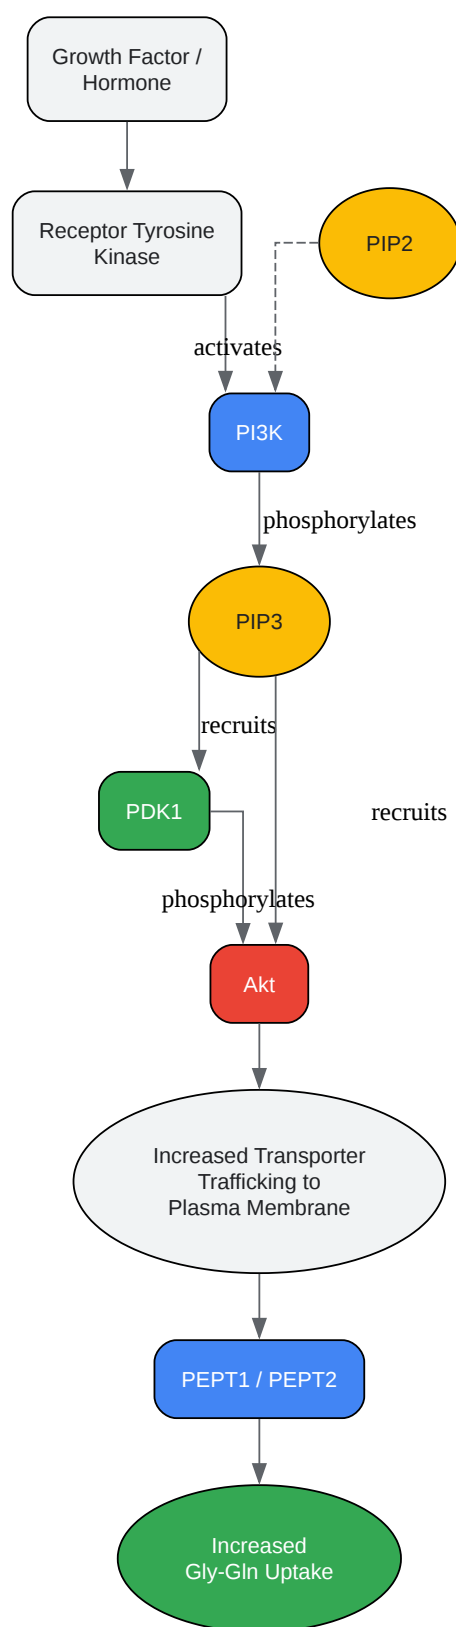 Growth Factor /
Hormone
Receptor Tyrosine
Kinase
PIP2
activates
PI3K
phosphorylates
PIP3
recruits
PDK1
recruits
phosphorylates
Akt
Increased Transporter
Trafficking to
Plasma Membrane
PEPT1 / PEPT2
Increased
Gly-Gln Uptake